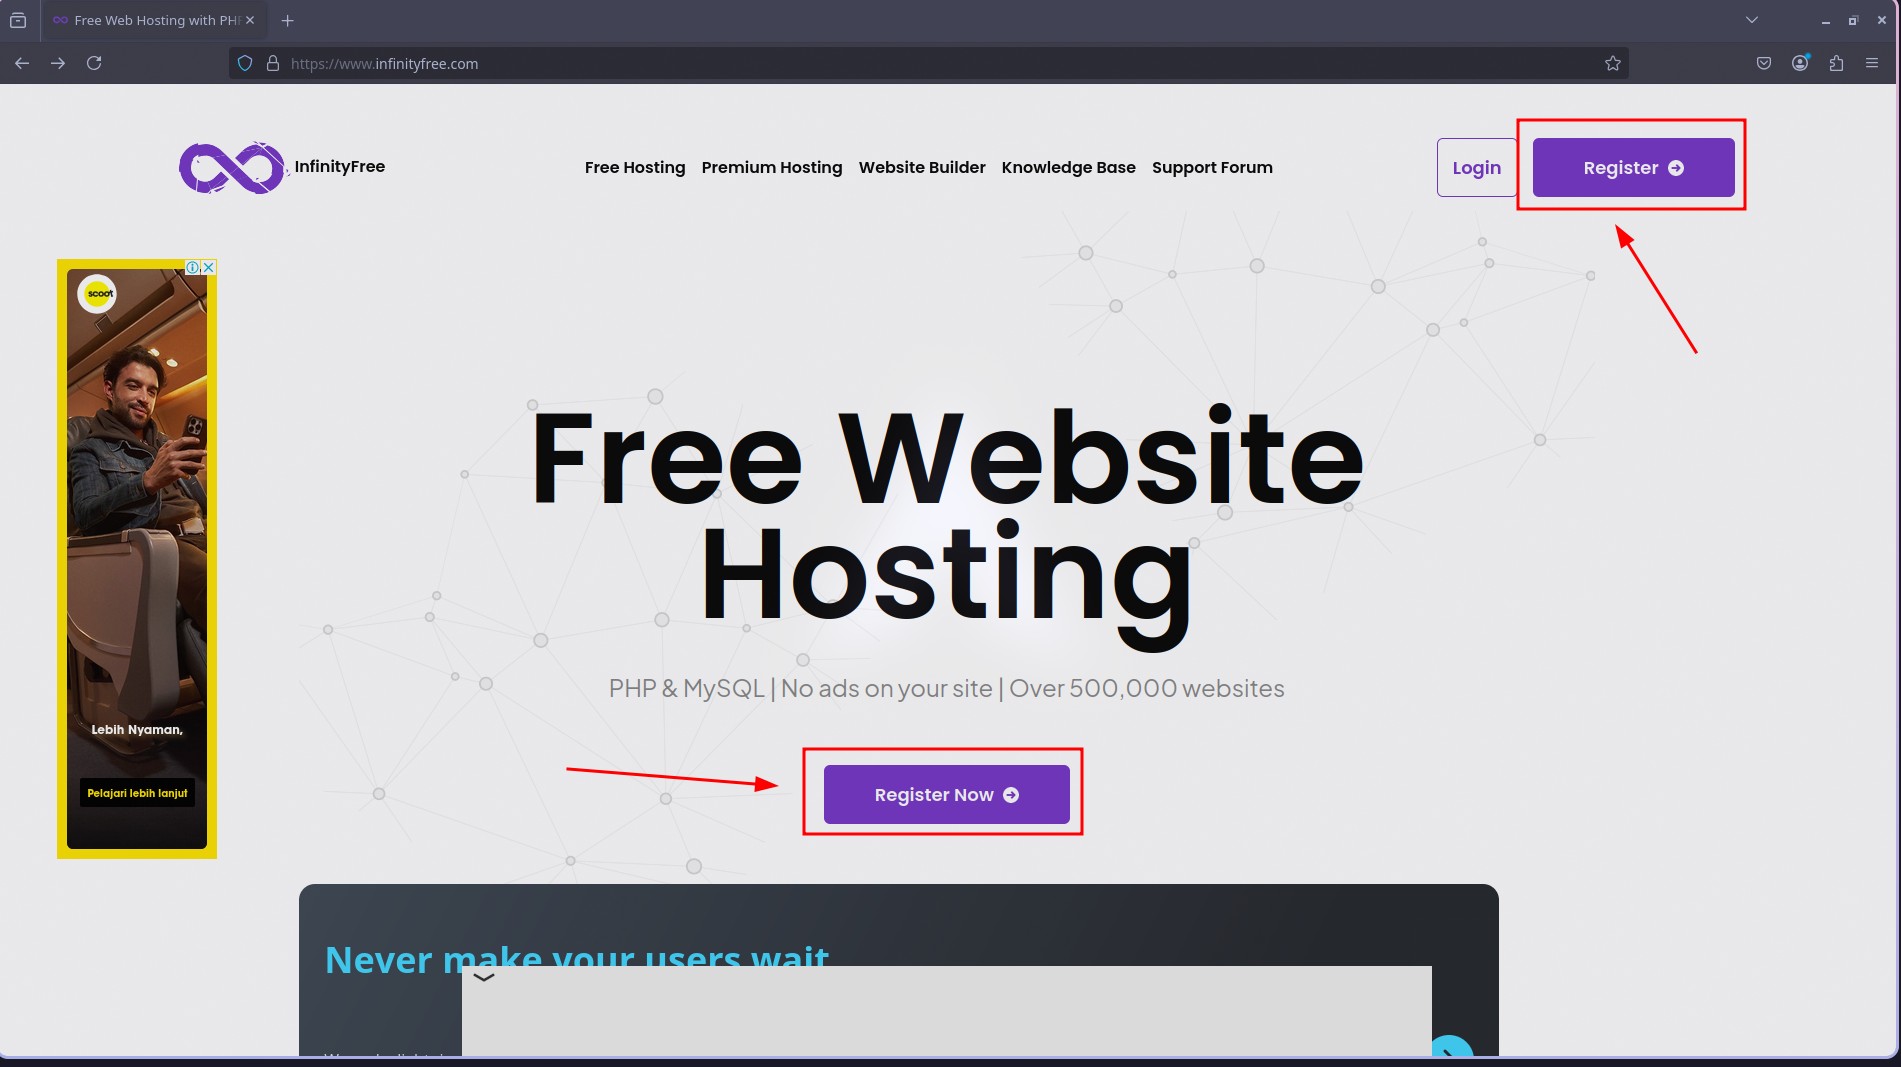 Free Web Hosting with PH
https://www.infinityfree.com
InfinityFree
Free Hosting Premium Hosting Website Builder Knowledge Base Support Forum
Login
Register
scoot
Lebih Nyaman,
Pelajari lebih lanjut
Free Website
Hosting
PHP & MySQL | No ads on your site | Over 500,000 websites
Register Now
Never make your users wait